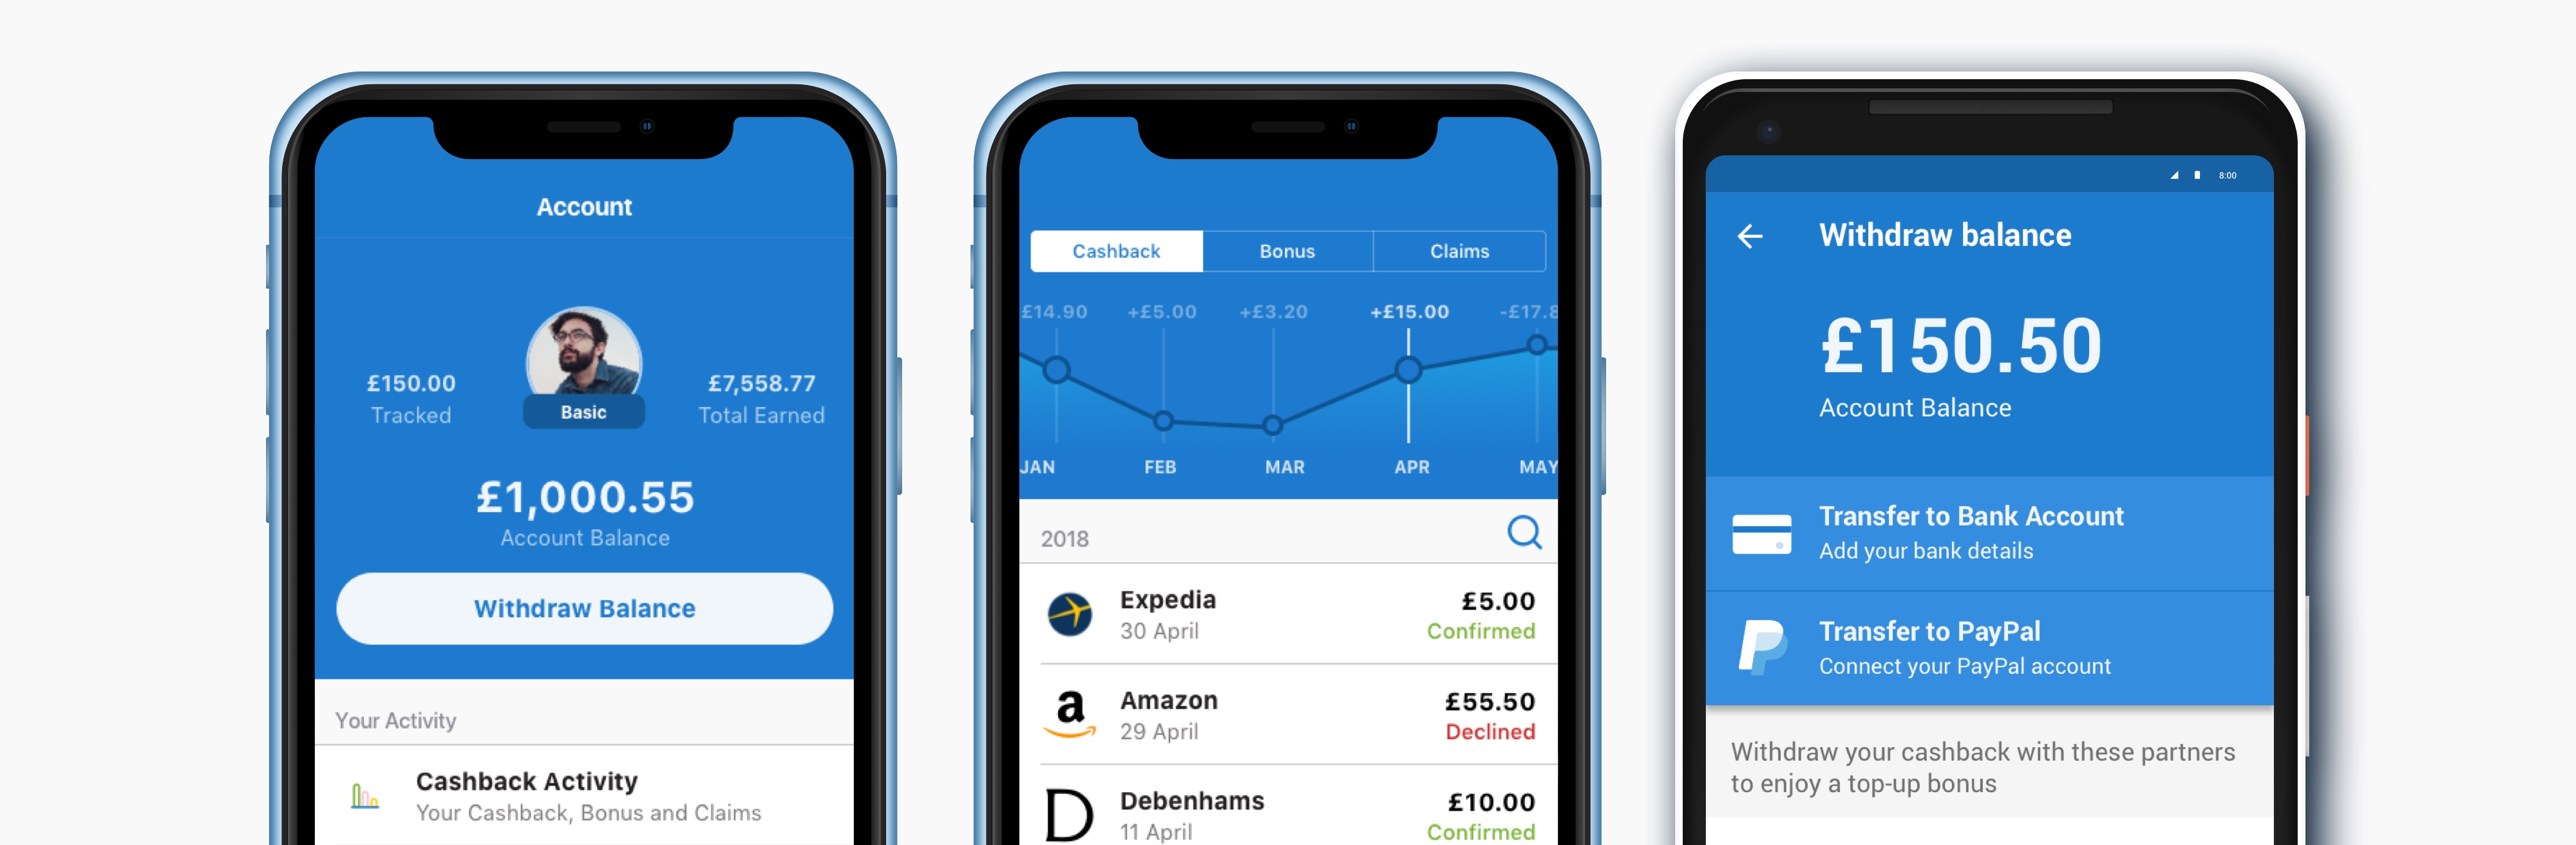 Account
£150.00
Tracked
Basic
£7,558.77
Total Earned
£1,000.55
Account Balance
Withdraw Balance
Your Activity
Cashback Activity
Your Cashback, Bonus and Claims
Cashback Bonus Claims
£14.90 +£5.00 +£3.20 +£15.00 -£17.8
JAN FEB MAR APR MAY
2018
Expedia £5.00
30 April Confirmed
a
Amazon £55.50
29 April Declined
D
Debenhams £10.00
11 April Confirmed
8:00
Withdraw balance
£150.50
Account Balance
Transfer to Bank Account
Add your bank details
Transfer to PayPal
Connect your PayPal account
Withdraw your cashback with these partners
to enjoy a top-up bonus